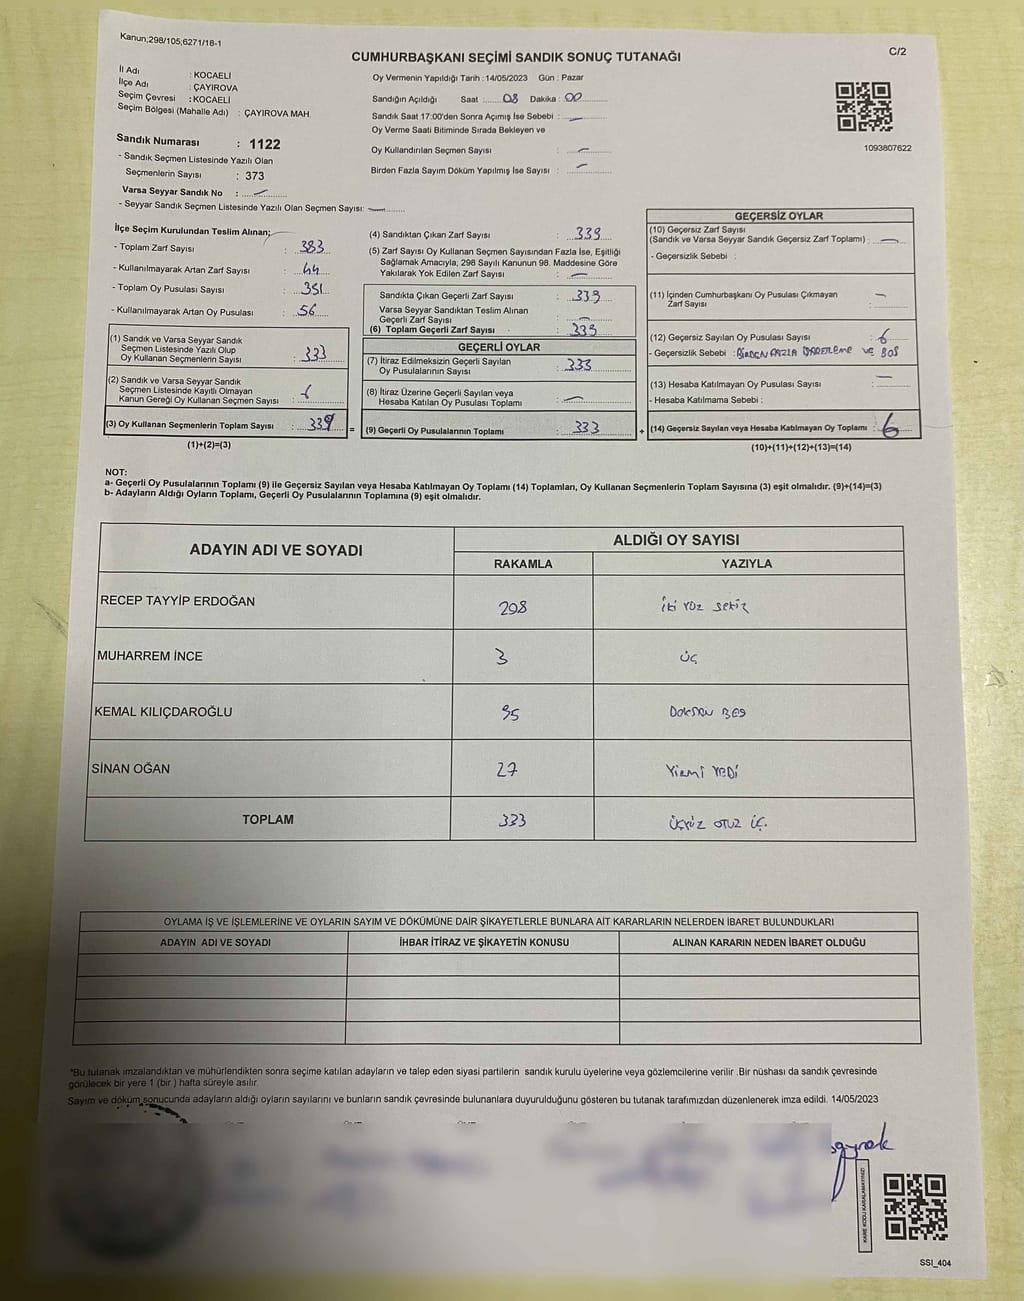 Kanun;298/105;6271/18-1
C/2
CUMHURBAŞKANI SEÇİMİ SANDIK SONUÇ TUTANAĞI
İl Adı : KOCAELİ
İlçe Adı : ÇAYIROVA
Seçim Çevresi : KOCAELİ
Seçim Bölgesi (Mahalle Adı) : ÇAYIROVA MAH.
Sandık Numarası : 1122
- Sandık Seçmen Listesinde Yazılı Olan
Seçmenlerin Sayısı : 373
Varsa Seyyar Sandık No : —
- Seyyar Sandık Seçmen Listesinde Yazılı Olan Seçmen Sayısı: —
Oy Vermenin Yapıldığı Tarih :14/05/2023 Gün : Pazar
Sandığın Açıldığı Saat 08 Dakika : 00
Sandık Saat 17:00'den Sonra Açımış İse Sebebi : —
Oy Verme Saati Bitiminde Sırada Bekleyen ve
Oy Kullandırılan Seçmen Sayısı : —
Birden Fazla Sayım Döküm Yapılmış İse Sayısı : —
1093807622
İlçe Seçim Kurulundan Teslim Alınan;
- Toplam Zarf Sayısı : 383
- Kullanılmayarak Artan Zarf Sayısı : 44
- Toplam Oy Pusulası Sayısı : 351
- Kullanılmayarak Artan Oy Pusulası : 56
(1) Sandık ve Varsa Seyyar Sandık
Seçmen Listesinde Yazılı Olup
Oy Kullanan Seçmenlerin Sayısı : 333
(2) Sandık ve Varsa Seyyar Sandık
Seçmen Listesinde Kayıtlı Olmayan
Kanun Gereği Oy Kullanan Seçmen Sayısı : 6
(3) Oy Kullanan Seçmenlerin Toplam Sayısı : 339 =
(1)+(2)=(3)
(4) Sandıktan Çıkan Zarf Sayısı : 339
(5) Zarf Sayısı Oy Kullanan Seçmen Sayısından Fazla İse, Eşitliği
Sağlamak Amacıyla, 298 Sayılı Kanunun 98. Maddesine Göre
Yakılarak Yok Edilen Zarf Sayısı : —
Sandıkta Çıkan Geçerli Zarf Sayısı : 339
Varsa Seyyar Sandıktan Teslim Alınan
Geçerli Zarf Sayısı : —
(6) Toplam Geçerli Zarf Sayısı : 339
GEÇERLİ OYLAR
(7) İtiraz Edilmeksizin Geçerli Sayılan
Oy Pusulalarının Sayısı : 333
(8) İtiraz Üzerine Geçerli Sayılan veya
Hesaba Katılan Oy Pusulası Toplamı : —
(9) Geçerli Oy Pusulalarının Toplamı : 333 +
GEÇERSİZ OYLAR
(10) Geçersiz Zarf Sayısı
(Sandık ve Varsa Seyyar Sandık Geçersiz Zarf Toplamı) : —
- Geçersizlik Sebebi :
(11) İçinden Cumhurbaşkanı Oy Pusulası Çıkmayan
Zarf Sayısı : —
(12) Geçersiz Sayılan Oy Pusulası Sayısı : 6
- Geçersizlik Sebebi : BİRDEN FAZLA VE BOŞ
(13) Hesaba Katılmayan Oy Pusulası Sayısı : —
- Hesaba Katılmama Sebebi :
(14) Geçersiz Sayılan veya Hesaba Katılmayan Oy Toplamı : 6
(10)+(11)+(12)+(13)=(14)
NOT:
a- Geçerli Oy Pusulalarının Toplamı (9) ile Geçersiz Sayılan veya Hesaba Katılmayan Oy Toplamı (14) Toplamları, Oy Kullanan Seçmenlerin Toplam Sayısına (3) eşit olmalıdır. (9)+(14)=(3)
b- Adayların Aldığı Oyların Toplamı, Geçerli Oy Pusulalarının Toplamına (9) eşit olmalıdır.
ADAYIN ADI VE SOYADI
ALDIĞI OY SAYISI
RAKAMLA YAZIYLA
RECEP TAYYİP ERDOĞAN 208 iki yüz sekiz
MUHARREM İNCE 3 üç
KEMAL KILIÇDAROĞLU 95 Doksan BEŞ
SİNAN OĞAN 27 Yirmi YEDİ
TOPLAM 333 üçyüz otuz üç.
OYLAMA İŞ VE İŞLEMLERİNE VE OYLARIN SAYIM VE DÖKÜMÜNE DAİR ŞİKAYETLERLE BUNLARA AİT KARARLARIN NELERDEN İBARET BULUNDUKLARI
ADAYIN ADI VE SOYADI İHBAR İTİRAZ VE ŞİKAYETİN KONUSU ALINAN KARARIN NEDEN İBARET OLDUĞU
*Bu tutanak imzalandıktan ve mühürlendikten sonra seçime katılan adayların ve talep eden siyasi partilerin sandık kurulu üyelerine veya gözlemcilerine verilir .Bir nüshası da sandık çevresinde
görülecek bir yere 1 (bir ) hafta süreyle asılır.
Sayım ve döküm sonucunda adayların aldığı oyların sayılarını ve bunların sandık çevresinde bulunanlara duyurulduğunu gösteren bu tutanak tarafımızdan düzenlenerek imza edildi. 14/05/2023
KARE KODU KARALAMAYINIZ!
SSI_404